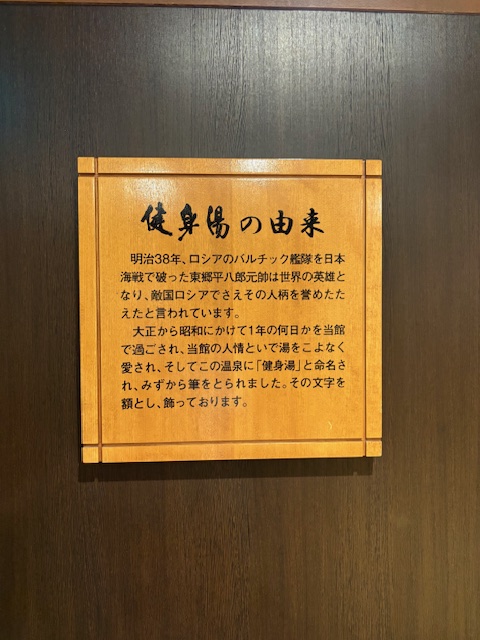 健身湯の由来
明治38年、ロシアのバルチック艦隊を日本
海戦で破った東郷平八郎元帥は世界の英雄と
なり、敵国ロシアでさえその人柄を誉めたた
えたと言われています。
大正から昭和にかけて1年の何日かを当館
で過ごされ、当館の人情といで湯をこよなく
愛され、そしてこの温泉に「健身湯」と命名さ
れ、みずから筆をとられました。その文字を
額とし、飾っております。